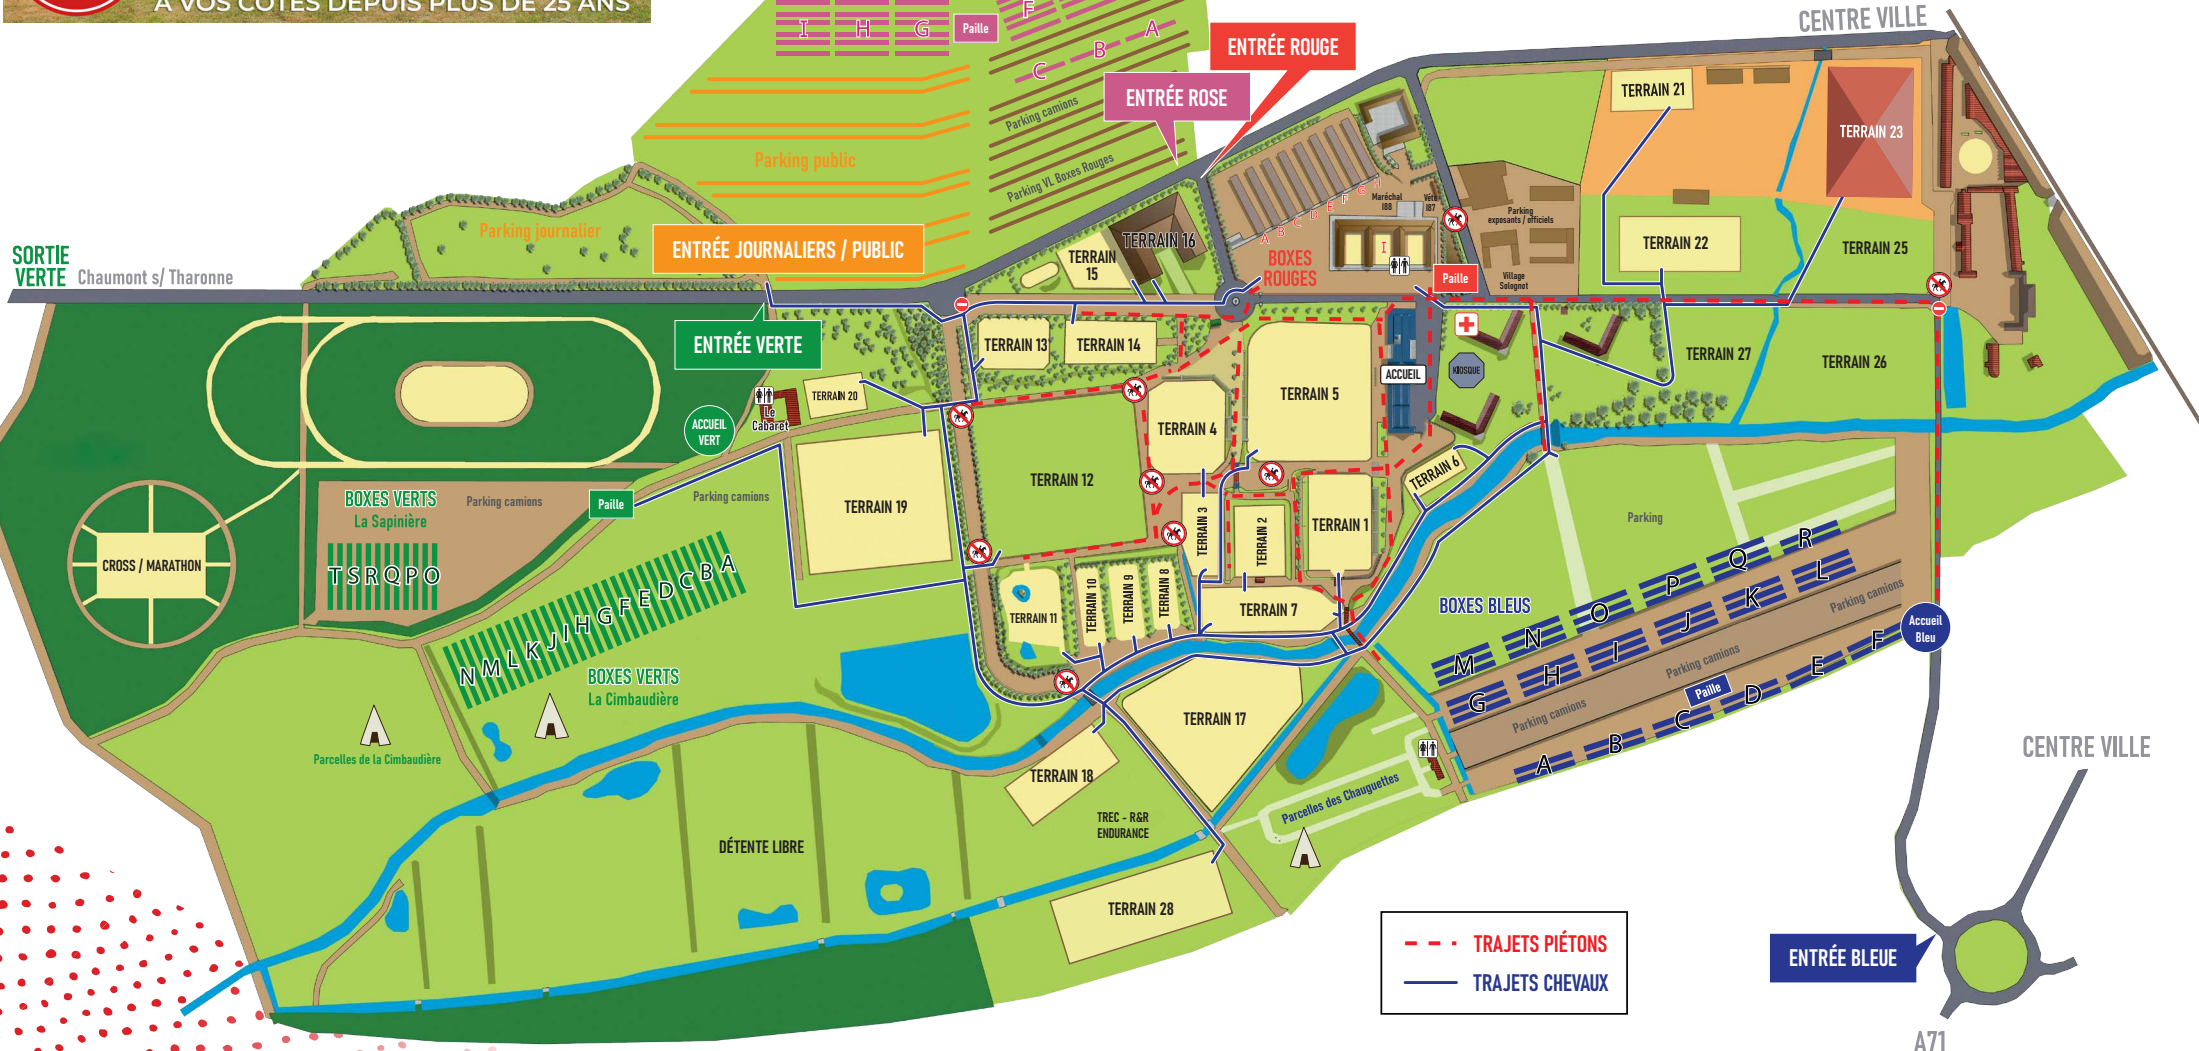 À VOS CÔTÉS DEPUIS PLUS DE 25 ANS
I H G
Paille
F
A
B
C
Parking camions
Parking VL Boxes Rouges
Parking public
Parking journalier
ENTRÉE ROUGE
ENTRÉE ROSE
ENTRÉE JOURNALIERS / PUBLIC
CENTRE VILLE
SORTIE
VERTE
Chaumont s/ Tharonne
ENTRÉE VERTE
TERRAIN 21
TERRAIN 23
TERRAIN 22
TERRAIN 25
TERRAIN 16
TERRAIN
15
Maréchal
188
Véto
187
A B C D E F G
I
BOXES
ROUGES
Paille
Parking
exposants / officiels
Village
Solognot
TERRAIN 13
TERRAIN 14
TERRAIN 5
TERRAIN 4
ACCUEIL
KIOSQUE
TERRAIN 27
TERRAIN 26
TERRAIN 20
Le
Cabaret
ACCUEIL
VERT
TERRAIN 12
TERRAIN 19
TERRAIN 6
TERRAIN 3
TERRAIN 2
TERRAIN 1
BOXES VERTS
La Sapinière
Parking camions
Paille
Parking camions
CROSS / MARATHON
T S R Q P O
N M L K J I H G F E D C B A
BOXES VERTS
La Cimbaudière
Parcelles de la Cimbaudière
TERRAIN 11
TERRAIN 10
TERRAIN 9
TERRAIN 8
TERRAIN 7
TERRAIN 17
TERRAIN 18
TREC - R&R
ENDURANCE
DÉTENTE LIBRE
TERRAIN 28
Parking
BOXES BLEUS
M N O P Q R
G H I J K L
Parking camions
Parking camions
Parking camions
Paille
A B C D E F
Accueil
Bleu
Parcelles des Chauguettes
CENTRE VILLE
ENTRÉE BLEUE
A71
TRAJETS PIÉTONS
TRAJETS CHEVAUX